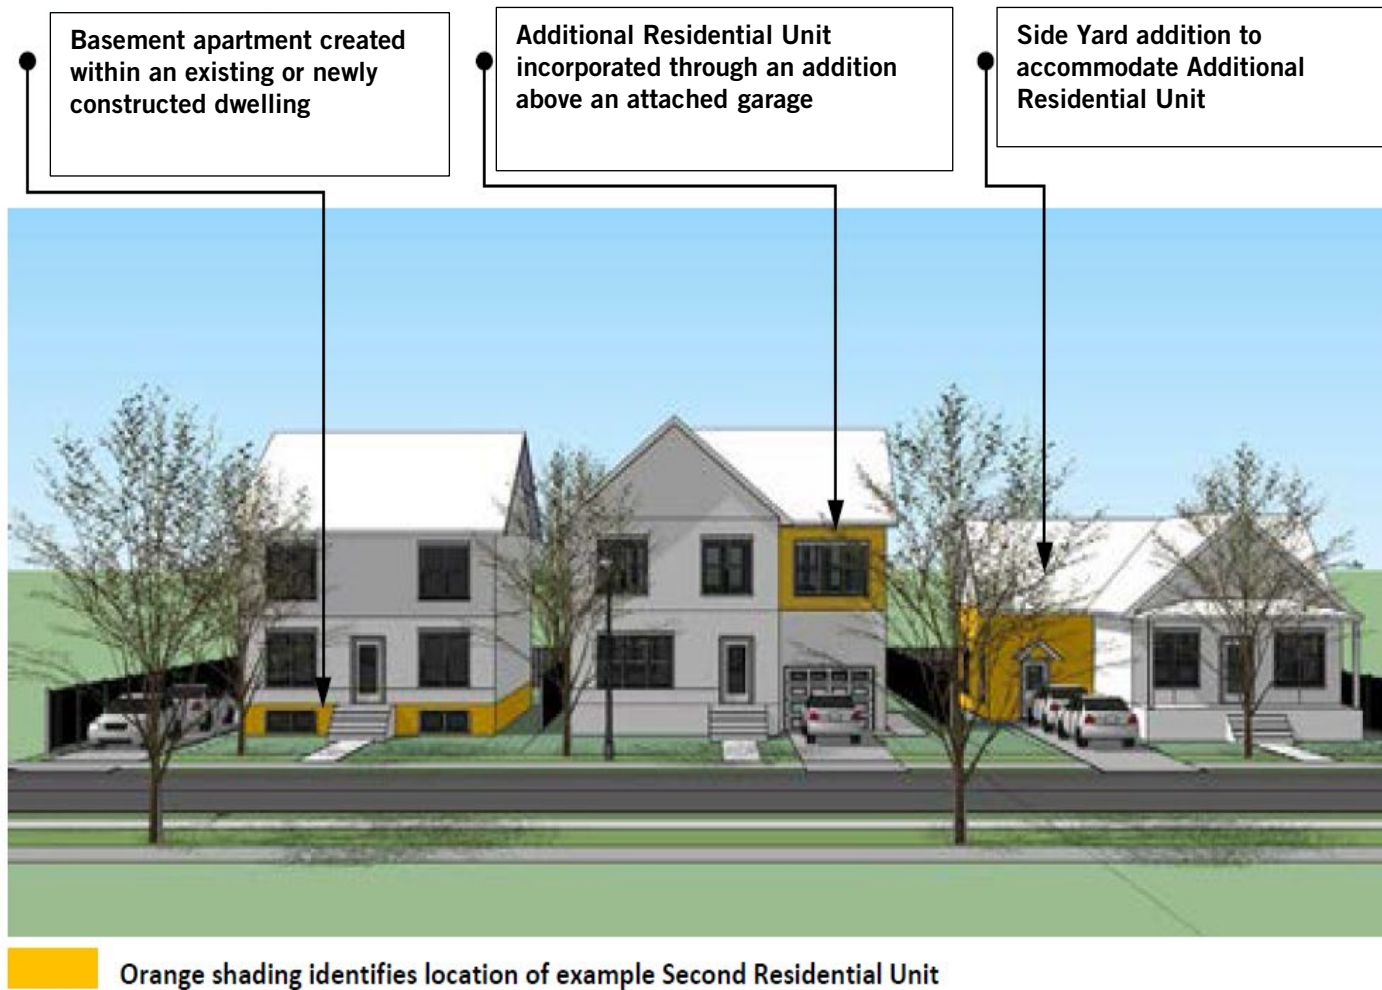 Basement apartment created
within an existing or newly
constructed dwelling
Additional Residential Unit
incorporated through an addition
above an attached garage
Side Yard addition to
accommodate Additional
Residential Unit
Orange shading identifies location of example Second Residential Unit